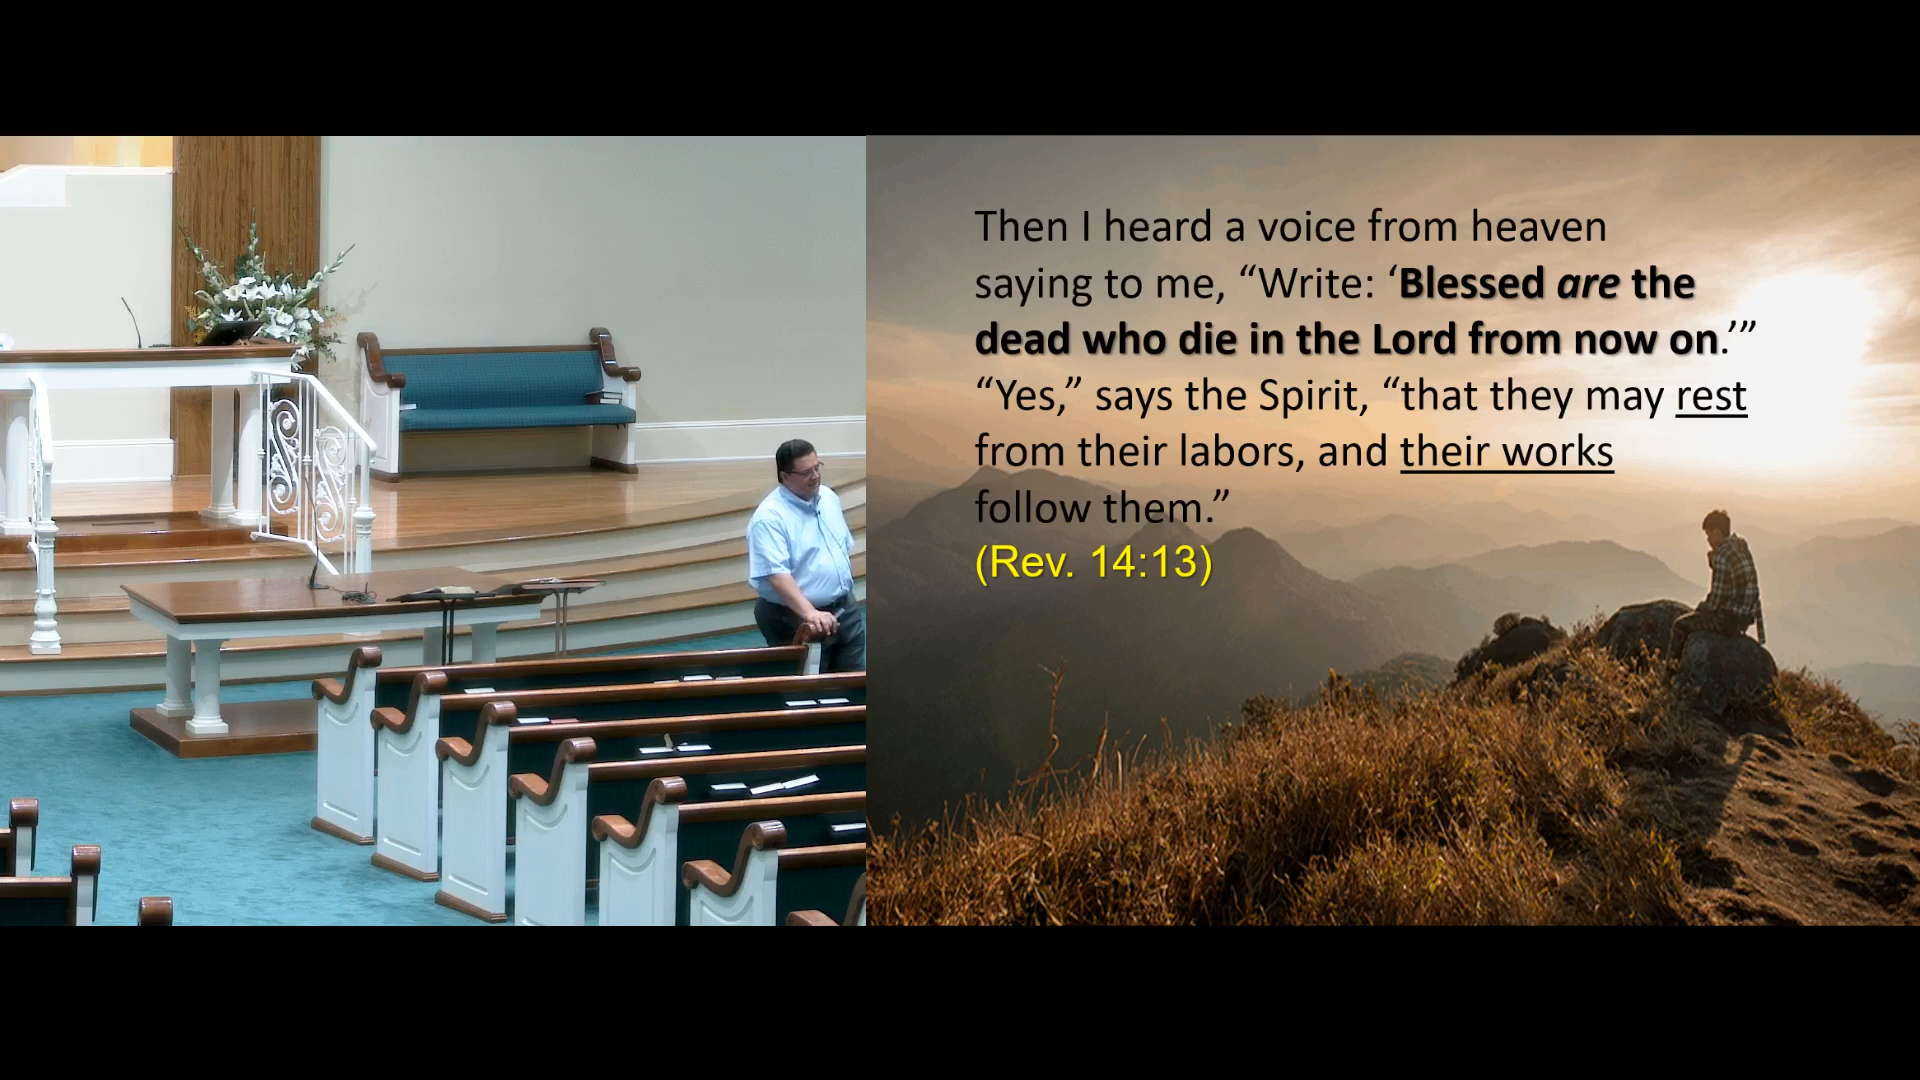 Then I heard a voice from heaven
saying to me, “Write: ‘Blessed are the
dead who die in the Lord from now on.’”
“Yes,” says the Spirit, “that they may rest
from their labors, and their works
follow them.”
(Rev. 14:13)